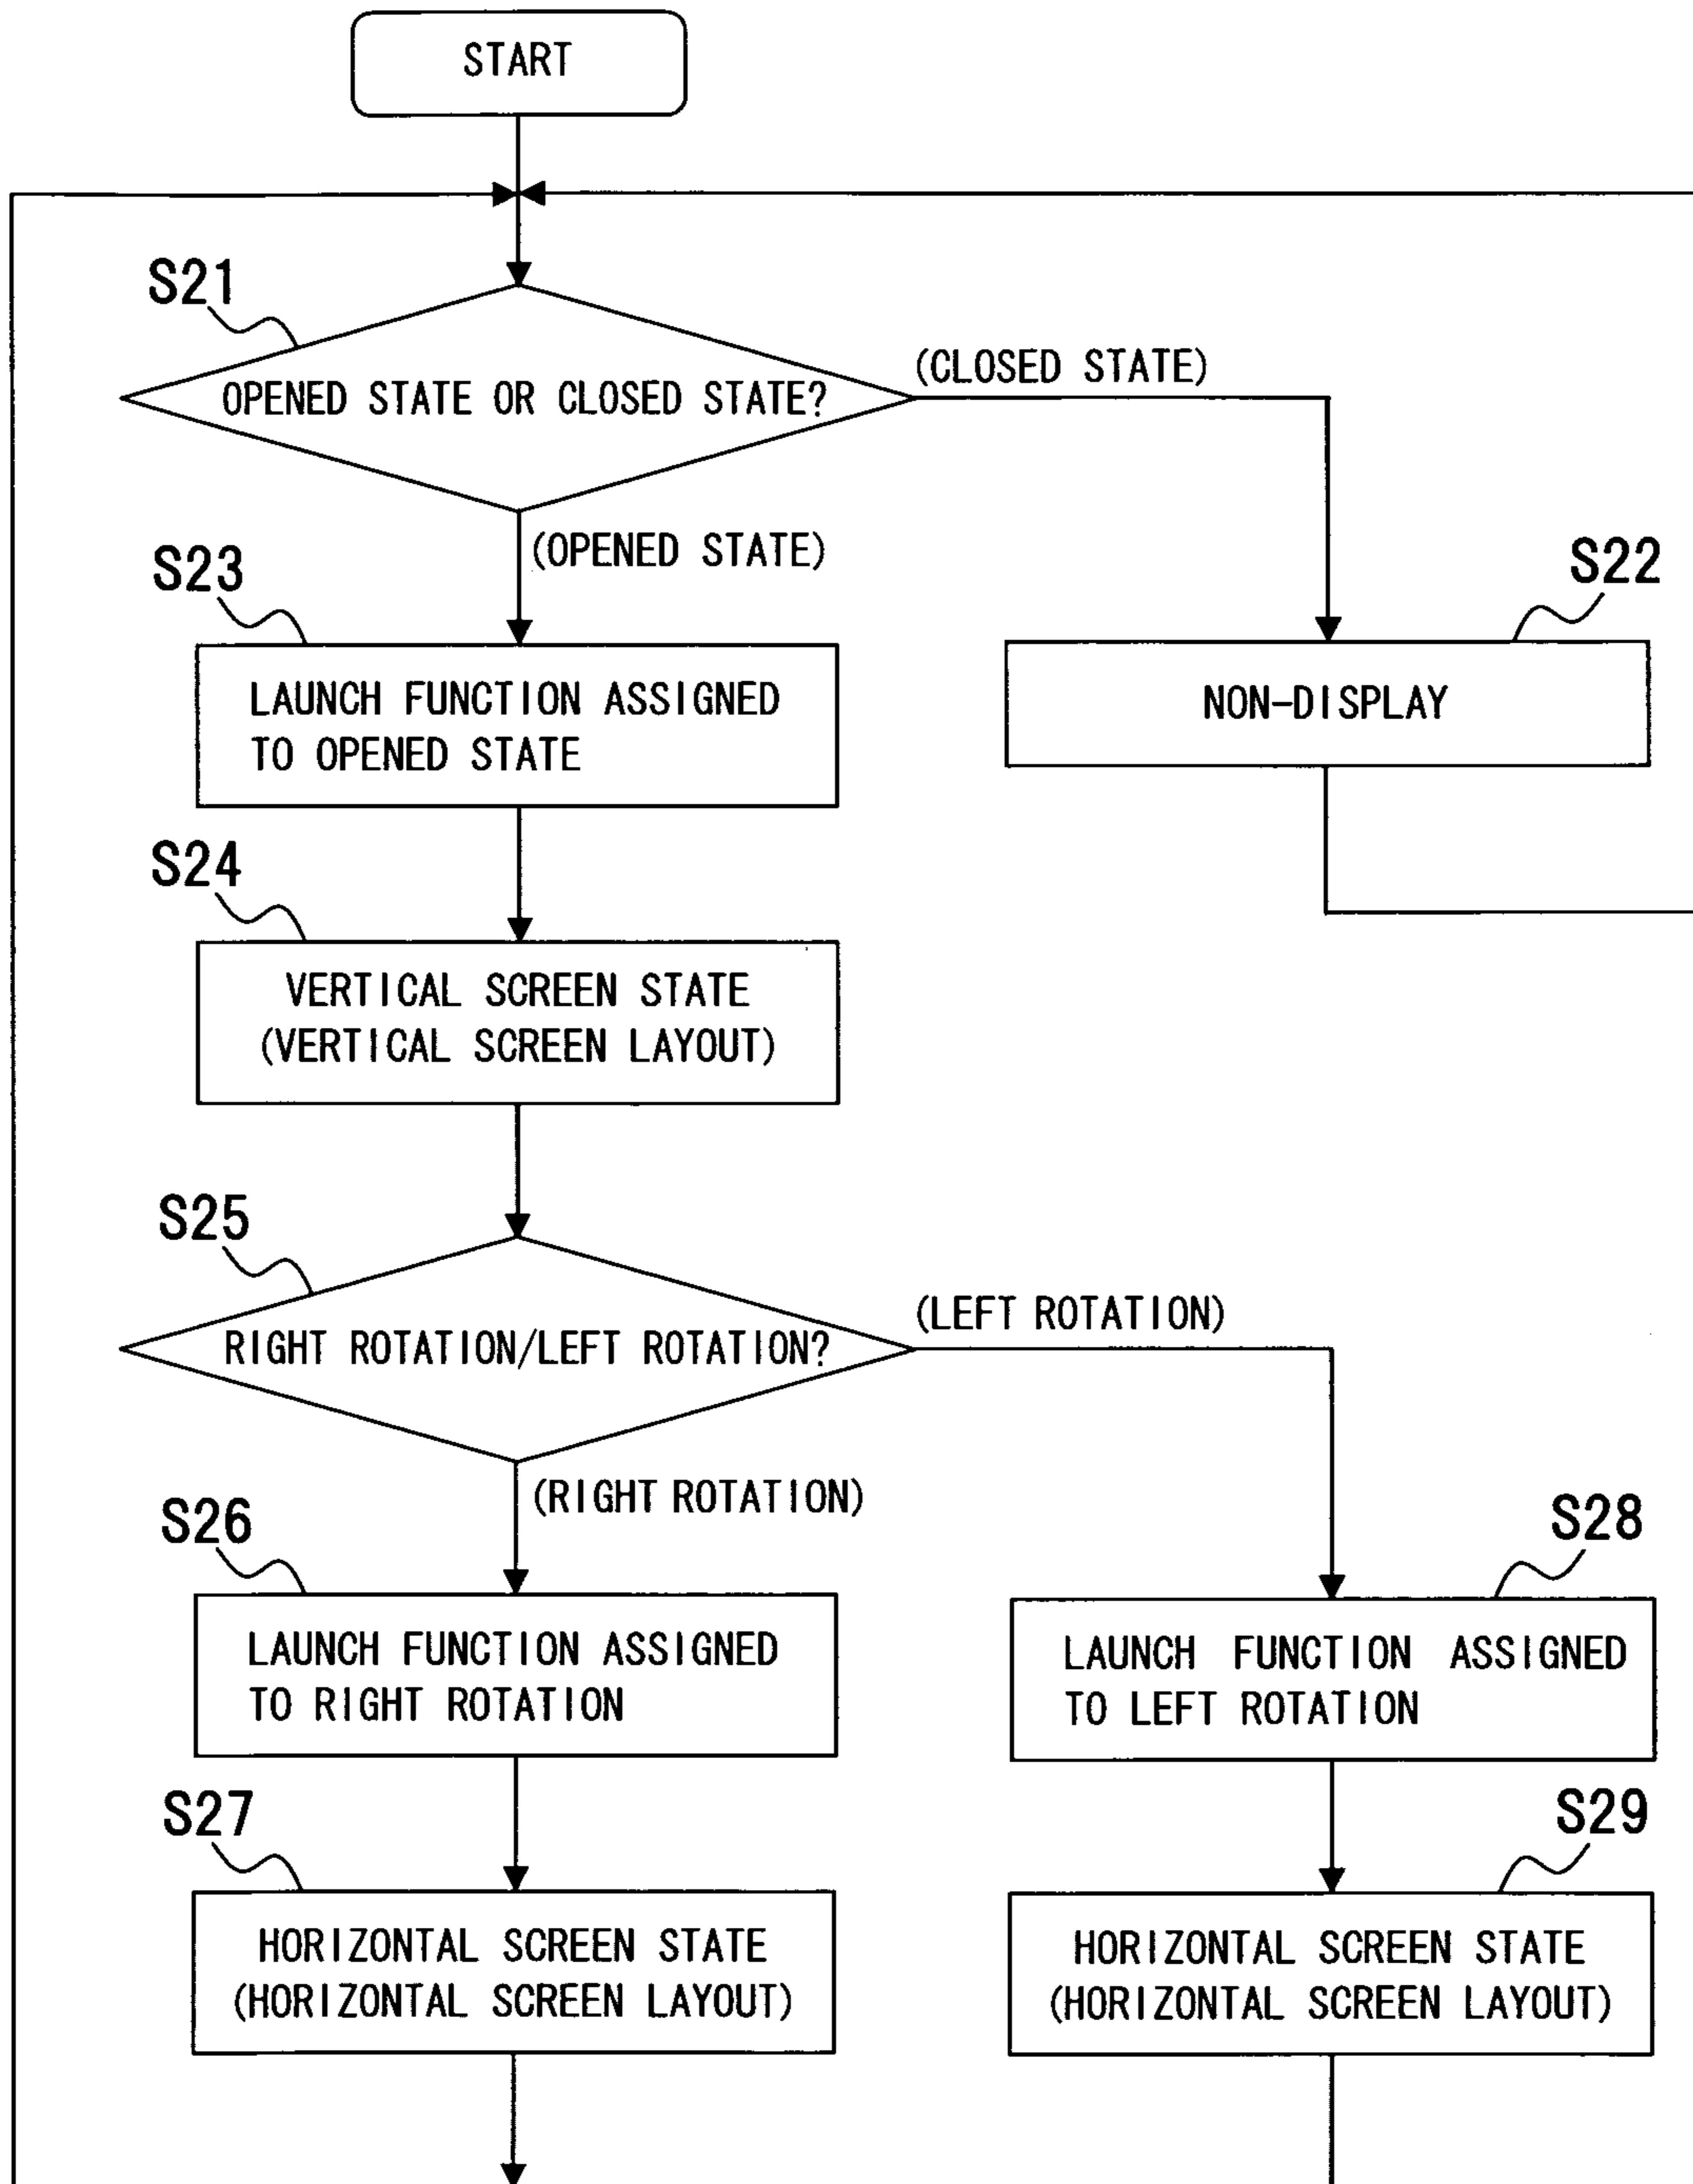 START
S21
(CLOSED STATE)
OPENED STATE OR CLOSED STATE?
(OPENED STATE)
S23
S22
LAUNCH FUNCTION ASSIGNED
TO OPENED STATE
NON-DISPLAY
S24
VERTICAL SCREEN STATE
(VERTICAL SCREEN LAYOUT)
S25
(LEFT ROTATION)
RIGHT ROTATION/LEFT ROTATION?
(RIGHT ROTATION)
S26
S28
LAUNCH FUNCTION ASSIGNED
TO RIGHT ROTATION
LAUNCH FUNCTION ASSIGNED
TO LEFT ROTATION
S27
S29
HORIZONTAL SCREEN STATE
(HORIZONTAL SCREEN LAYOUT)
HORIZONTAL SCREEN STATE
(HORIZONTAL SCREEN LAYOUT)